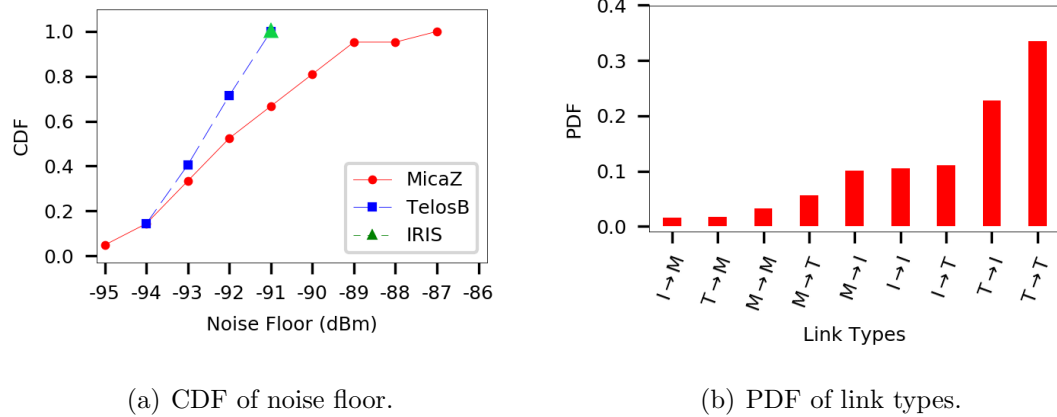 1.0
0.8
0.6
0.4
0.2
0.0
CDF
MicaZ
TelosB
IRIS
-95 -94 -93 -92 -91 -90 -89 -88 -87 -86
Noise Floor (dBm)
(a) CDF of noise floor.
0.4
0.3
0.2
0.1
0.0
PDF
I→M T→M M→M M→T M→I I→I I→T T→I T→T
Link Types
(b) PDF of link types.